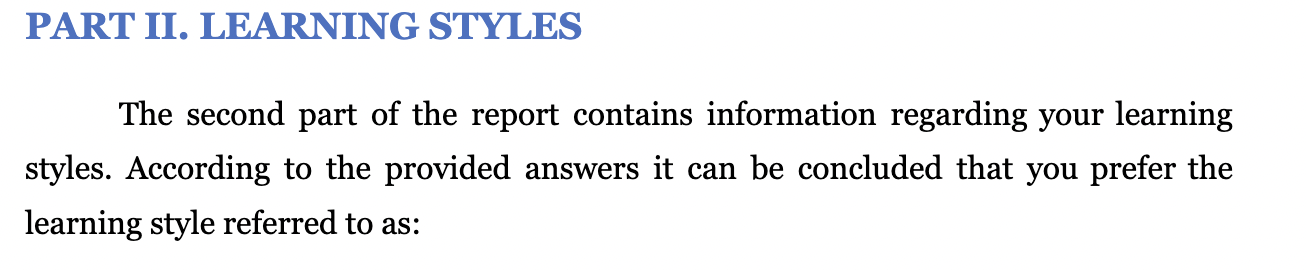 PART II. LEARNING STYLES
The second part of the report contains information regarding your learning
styles. According to the provided answers it can be concluded that you prefer the
learning style referred to as: